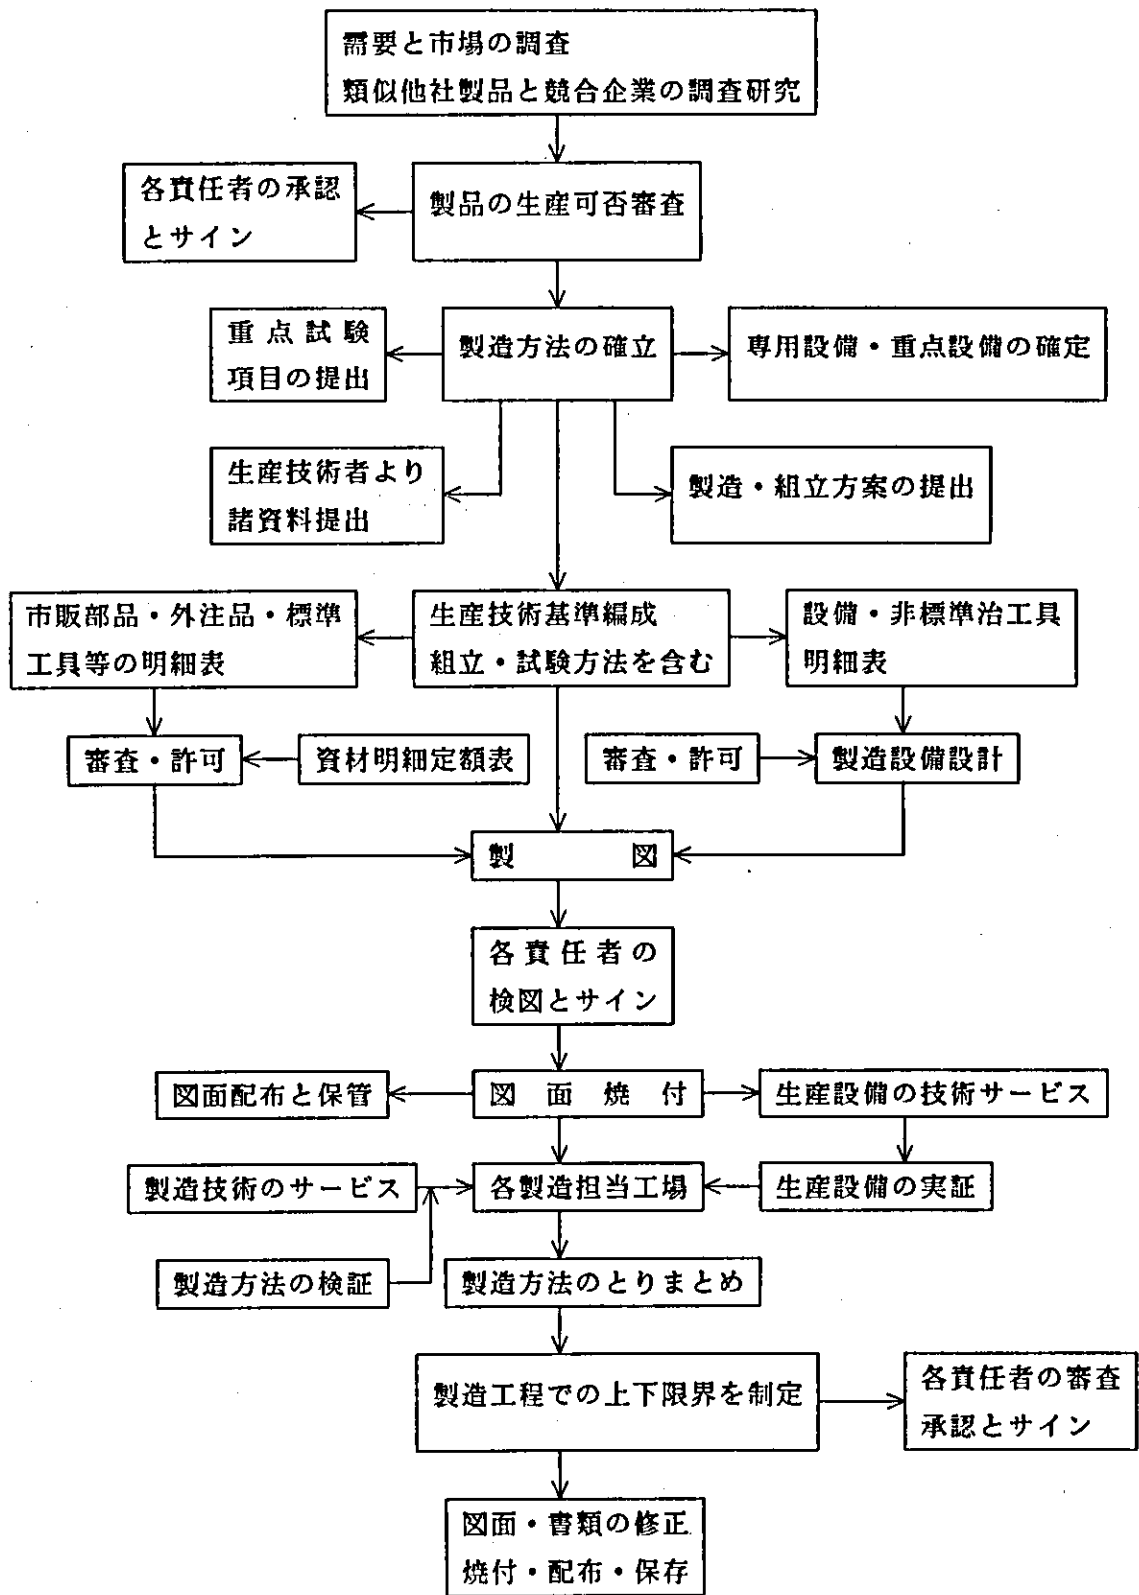 需要と市場の調査
類似他社製品と競合企業の調査研究
各責任者の承認
とサイン
製品の生産可否審査
重点試験
項目の提出
製造方法の確立
専用設備・重点設備の確定
生産技術者より
諸資料提出
製造・組立方案の提出
市販部品・外注品・標準
工具等の明細表
生産技術基準編成
組立・試験方法を含む
設備・非標準治工具
明細表
審査・許可
資材明細定額表
審査・許可
製造設備設計
製図
各責任者の
検図とサイン
図面配布と保管
図面焼付
生産設備の技術サービス
製造技術のサービス
各製造担当工場
生産設備の実証
製造方法の検証
製造方法のとりまとめ
製造工程での上下限界を制定
各責任者の審査
承認とサイン
図面・書類の修正
焼付・配布・保存